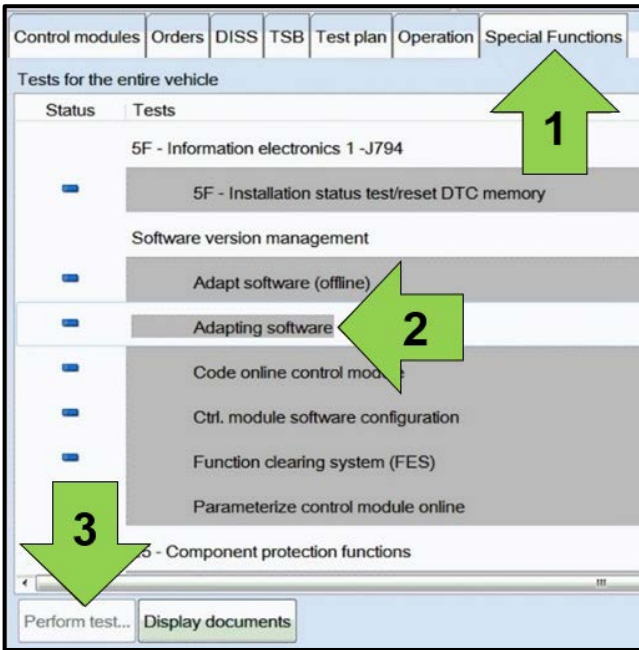 Control modules Orders DISS TSB Test plan Operation Special Functions
Tests for the entire vehicle
Status Tests
1
5F - Information electronics 1 -J794
5F - Installation status test/reset DTC memory
Software version management
Adapt software (offline)
Adapting software 2
Code online control
Ctrl. module software configuration
Function clearing system (FES)
Parameterize control module online
3
5 - Component protection functions
Perform test... Display documents